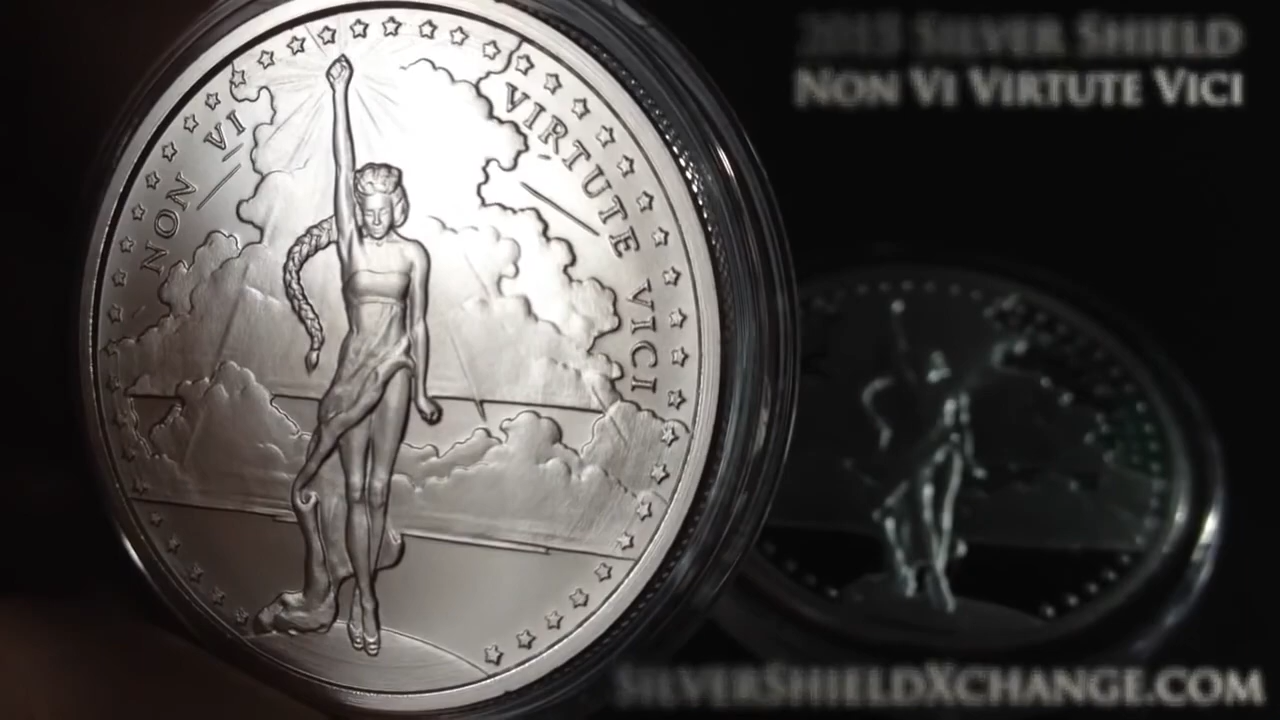 2015 SILVER SHIELD
NON VI VIRTUTE VICI
NON VI VIRTUTE VICI
SILVERSHIELDXCHANGE.COM